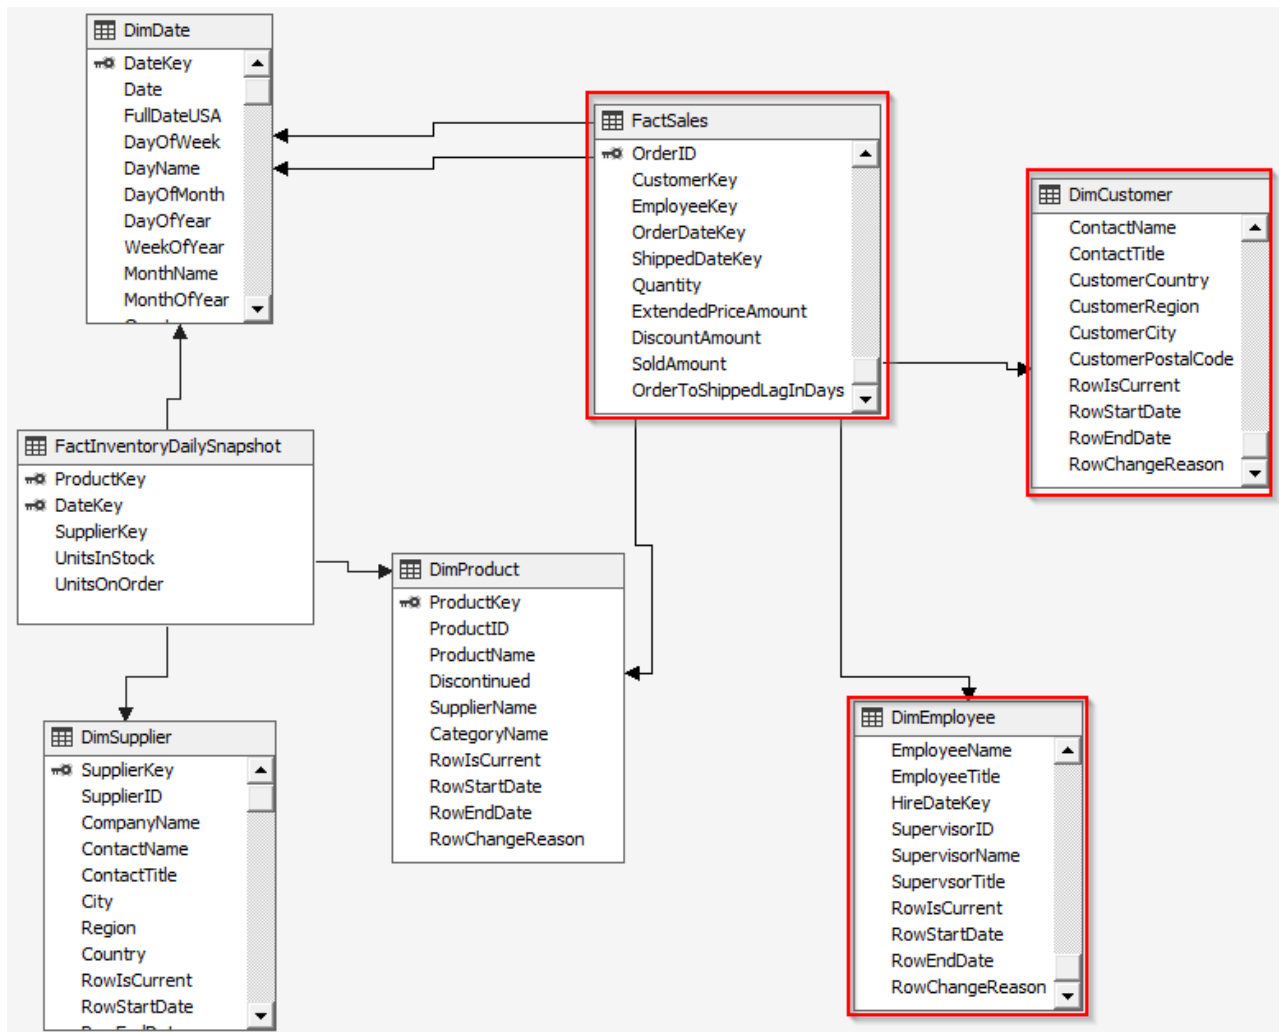 DimDate
DateKey
Date
FullDateUSA
DayOfWeek
DayName
DayOfMonth
DayOfYear
WeekOfYear
MonthName
MonthOfYear
FactSales
OrderID
CustomerKey
EmployeeKey
OrderDateKey
ShippedDateKey
Quantity
ExtendedPriceAmount
DiscountAmount
SoldAmount
OrderToShippedLagInDays
DimCustomer
ContactName
ContactTitle
CustomerCountry
CustomerRegion
CustomerCity
CustomerPostalCode
RowIsCurrent
RowStartDate
RowEndDate
RowChangeReason
FactInventoryDailySnapshot
ProductKey
DateKey
SupplierKey
UnitsInStock
UnitsOnOrder
DimProduct
ProductKey
ProductID
ProductName
Discontinued
SupplierName
CategoryName
RowIsCurrent
RowStartDate
RowEndDate
RowChangeReason
DimSupplier
SupplierKey
SupplierID
CompanyName
ContactName
ContactTitle
City
Region
Country
RowIsCurrent
RowStartDate
DimEmployee
EmployeeName
EmployeeTitle
HireDateKey
SupervisorID
SupervisorName
SupervsorTitle
RowIsCurrent
RowStartDate
RowEndDate
RowChangeReason